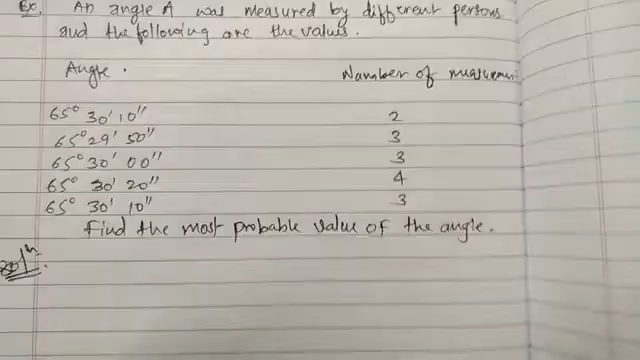 Ex. An angle A was measured by different persons
and the following are the values.
Angle. Number of
65° 30' 10" 2
65° 29' 50" 3
65° 30' 00" 3
65° 30' 20" 4
65° 30' 10" 3
Find the most probable value of the angle.
Soln.